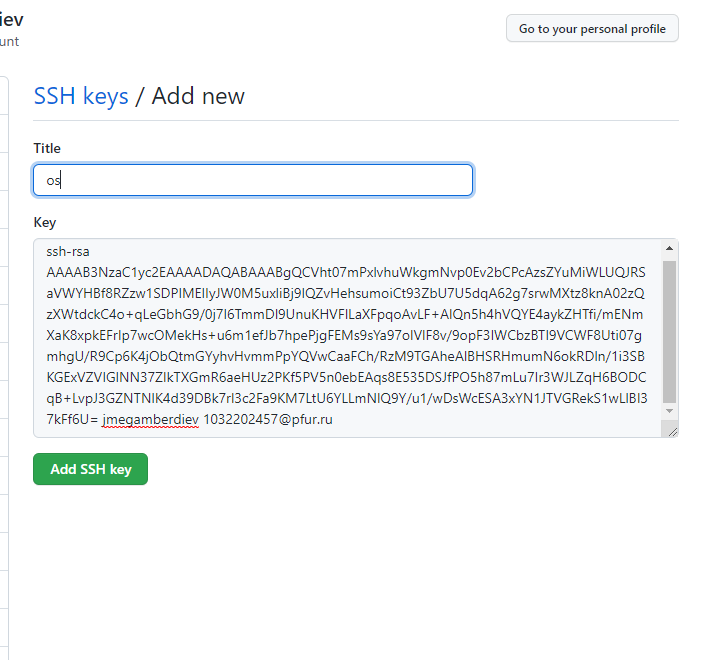 iev
unt
Go to your personal profile
SSH keys / Add new
Title
os
Key
ssh-rsa
AAAAB3NzaC1yc2EAAAADAQABAAABgQCVht07mPxlvhuWkgmNvp0Ev2bCPcAzsZYuMiWLUQJRS
aVWYHBf8RZzw1SDPIMEIIyJW0M5uxliBj9IQZvHehsumoiCt93ZbU7U5dqA62g7srwMXtz8knA02zQ
zXWtdckC4o+qLeGbhG9/0j7I6TmmDI9UnuKHVFILaXFpqoAvLF+AIQn5h4hVQYE4aykZHTfi/mENm
XaK8xpkEFrIp7wcOMekHs+u6m1efJb7hpePjgFEMs9sYa97oIVIF8v/9opF3IWCbzBTI9VCWF8Uti07g
mhgU/R9Cp6K4jObQtmGYyhvHvmmPpYQVwCaaFCh/RzM9TGAheAIBHSRHmumN6okRDIn/1i3SB
KGExVZVIGINN37ZIkTXGmR6aeHUz2PKf5PV5n0ebEAqs8E535DSJfPO5h87mLu7Ir3WJLZqH6BODC
qB+LvpJ3GZNTNIK4d39DBk7rI3c2Fa9KM7LtU6YLLmNIQ9Y/u1/wDsWcESA3xYN1JTVGRekS1wLIBI3
7kFf6U= jmegamberdiev 1032202457@pfur.ru
Add SSH key